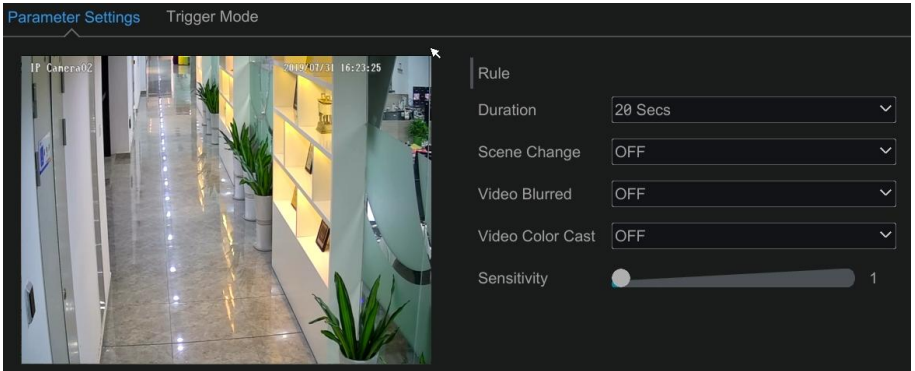 Parameter Settings Trigger Mode
IP Camera02 2019/07/31 16:23:25
Rule
Duration 20 Secs
Scene Change OFF
Video Blurred OFF
Video Color Cast OFF
Sensitivity 1